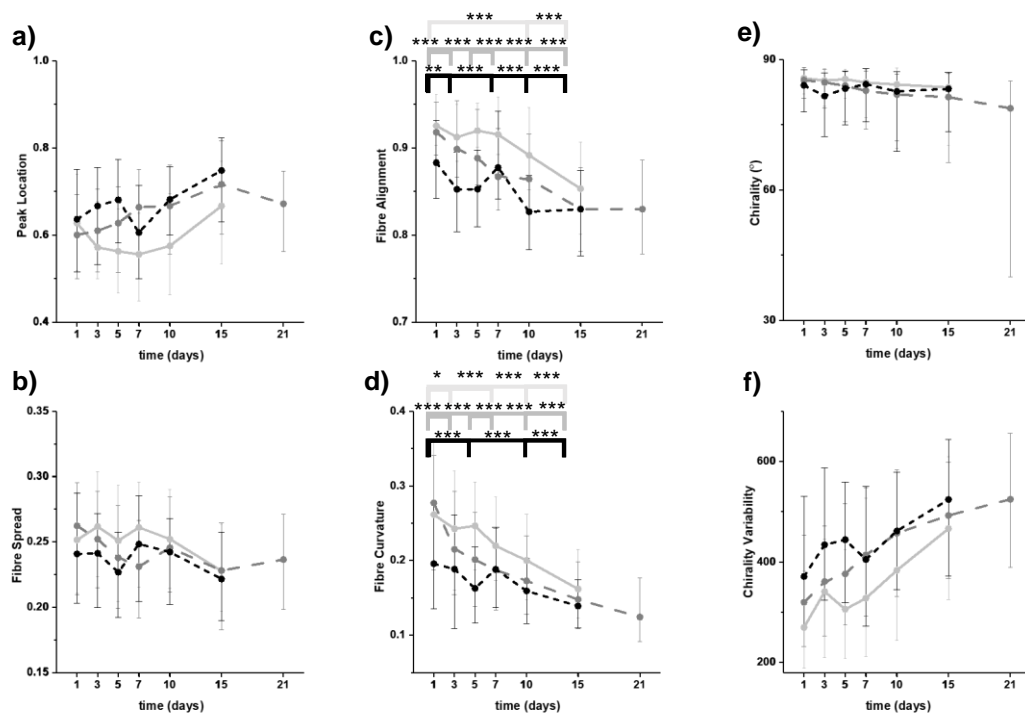 a)
1.0
0.8
0.6
0.4
Peak Location
1 3 5 7 10 15 21
time (days)
b)
0.35
0.30
0.25
0.20
0.15
Fibre Spread
1 3 5 7 10 15 21
time (days)
c)
*** ***
*** *** *** *** ***
** *** *** ***
1.0
0.9
0.8
0.7
Fibre Alignment
1 3 5 7 10 15 21
time (days)
d)
* *** *** ***
*** *** *** *** ***
*** *** ***
0.4
0.3
0.2
0.1
Fibre Curvature
1 3 5 7 10 15 21
time (days)
e)
90
60
30
Chirality (°)
1 3 5 7 10 15 21
time (days)
f)
600
400
200
Chirality Variability
1 3 5 7 10 15 21
time (days)